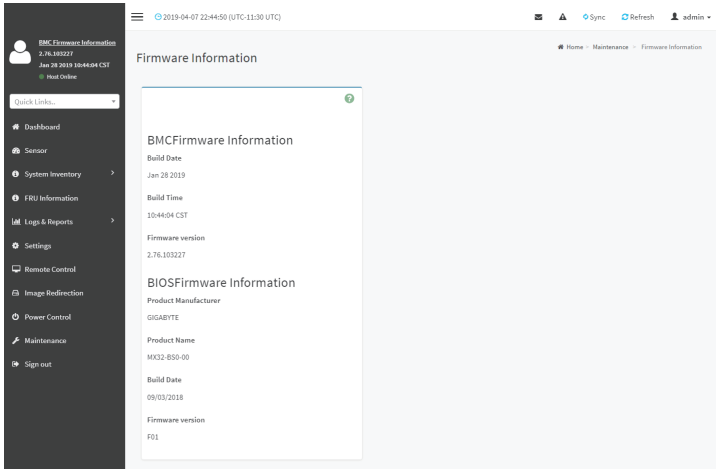 2019-04-07 22:44:50 (UTC-11:30 UTC)
Sync
Refresh
admin
BMC Firmware Information
2.76.103227
Jan 28 2019 10:44:04 CST
Host Online
Quick Links..
Dashboard
Sensor
System Inventory
FRU Information
Logs & Reports
Settings
Remote Control
Image Redirection
Power Control
Maintenance
Sign out
Firmware Information
Home - Maintenance - Firmware Information
BMCFirmware Information
Build Date
Jan 28 2019
Build Time
10:44:04 CST
Firmware version
2.76.103227
BIOSFirmware Information
Product Manufacturer
GIGABYTE
Product Name
MX32-BS0-00
Build Date
09/03/2018
Firmware version
F01